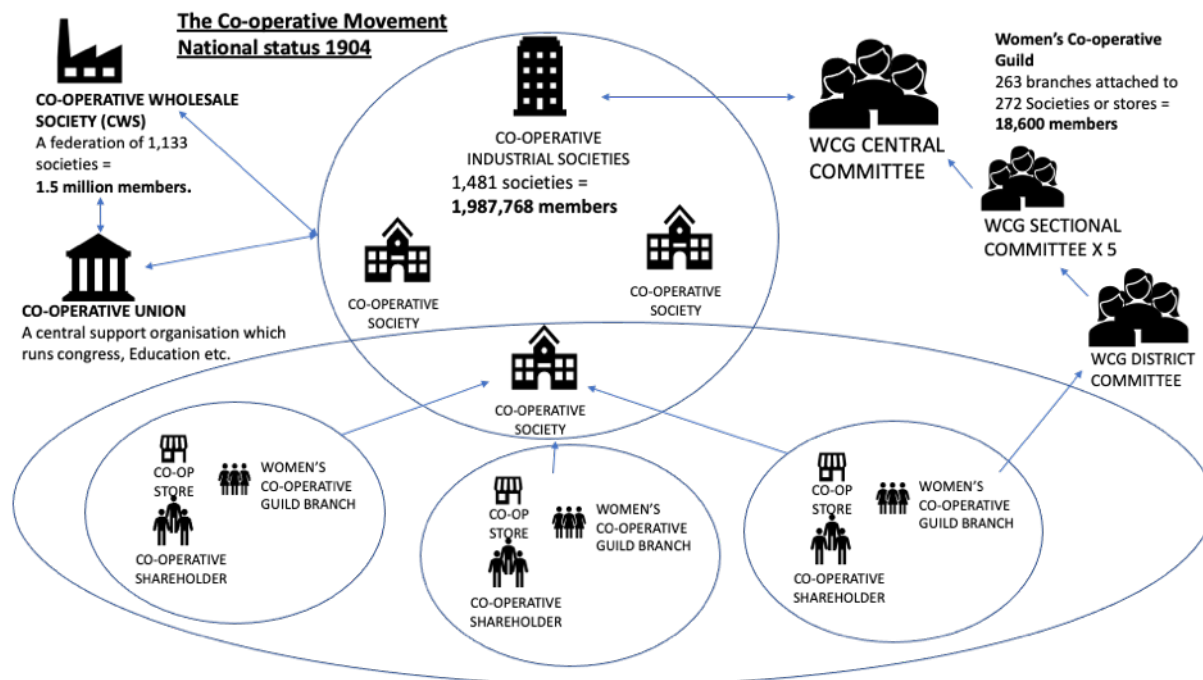 The Co-operative Movement
National status 1904
CO-OPERATIVE WHOLESALE
SOCIETY (CWS)
A federation of 1,133
societies =
1.5 million members.
CO-OPERATIVE UNION
A central support organisation which
runs congress, Education etc.
CO-OPERATIVE
INDUSTRIAL SOCIETIES
1,481 societies =
1,987,768 members
CO-OPERATIVE
SOCIETY
CO-OPERATIVE
SOCIETY
CO-OPERATIVE
SOCIETY
Women's Co-operative
Guild
263 branches attached to
272 Societies or stores =
18,600 members
WCG CENTRAL
COMMITTEE
WCG SECTIONAL
COMMITTEE X 5
WCG DISTRICT
COMMITTEE
CO-OP
STORE
WOMEN'S
CO-OPERATIVE
GUILD BRANCH
CO-OPERATIVE
SHAREHOLDER
CO-OP
STORE
WOMEN'S
CO-OPERATIVE
GUILD BRANCH
CO-OPERATIVE
SHAREHOLDER
CO-OP
STORE
WOMEN'S
CO-OPERATIVE
GUILD BRANCH
CO-OPERATIVE
SHAREHOLDER